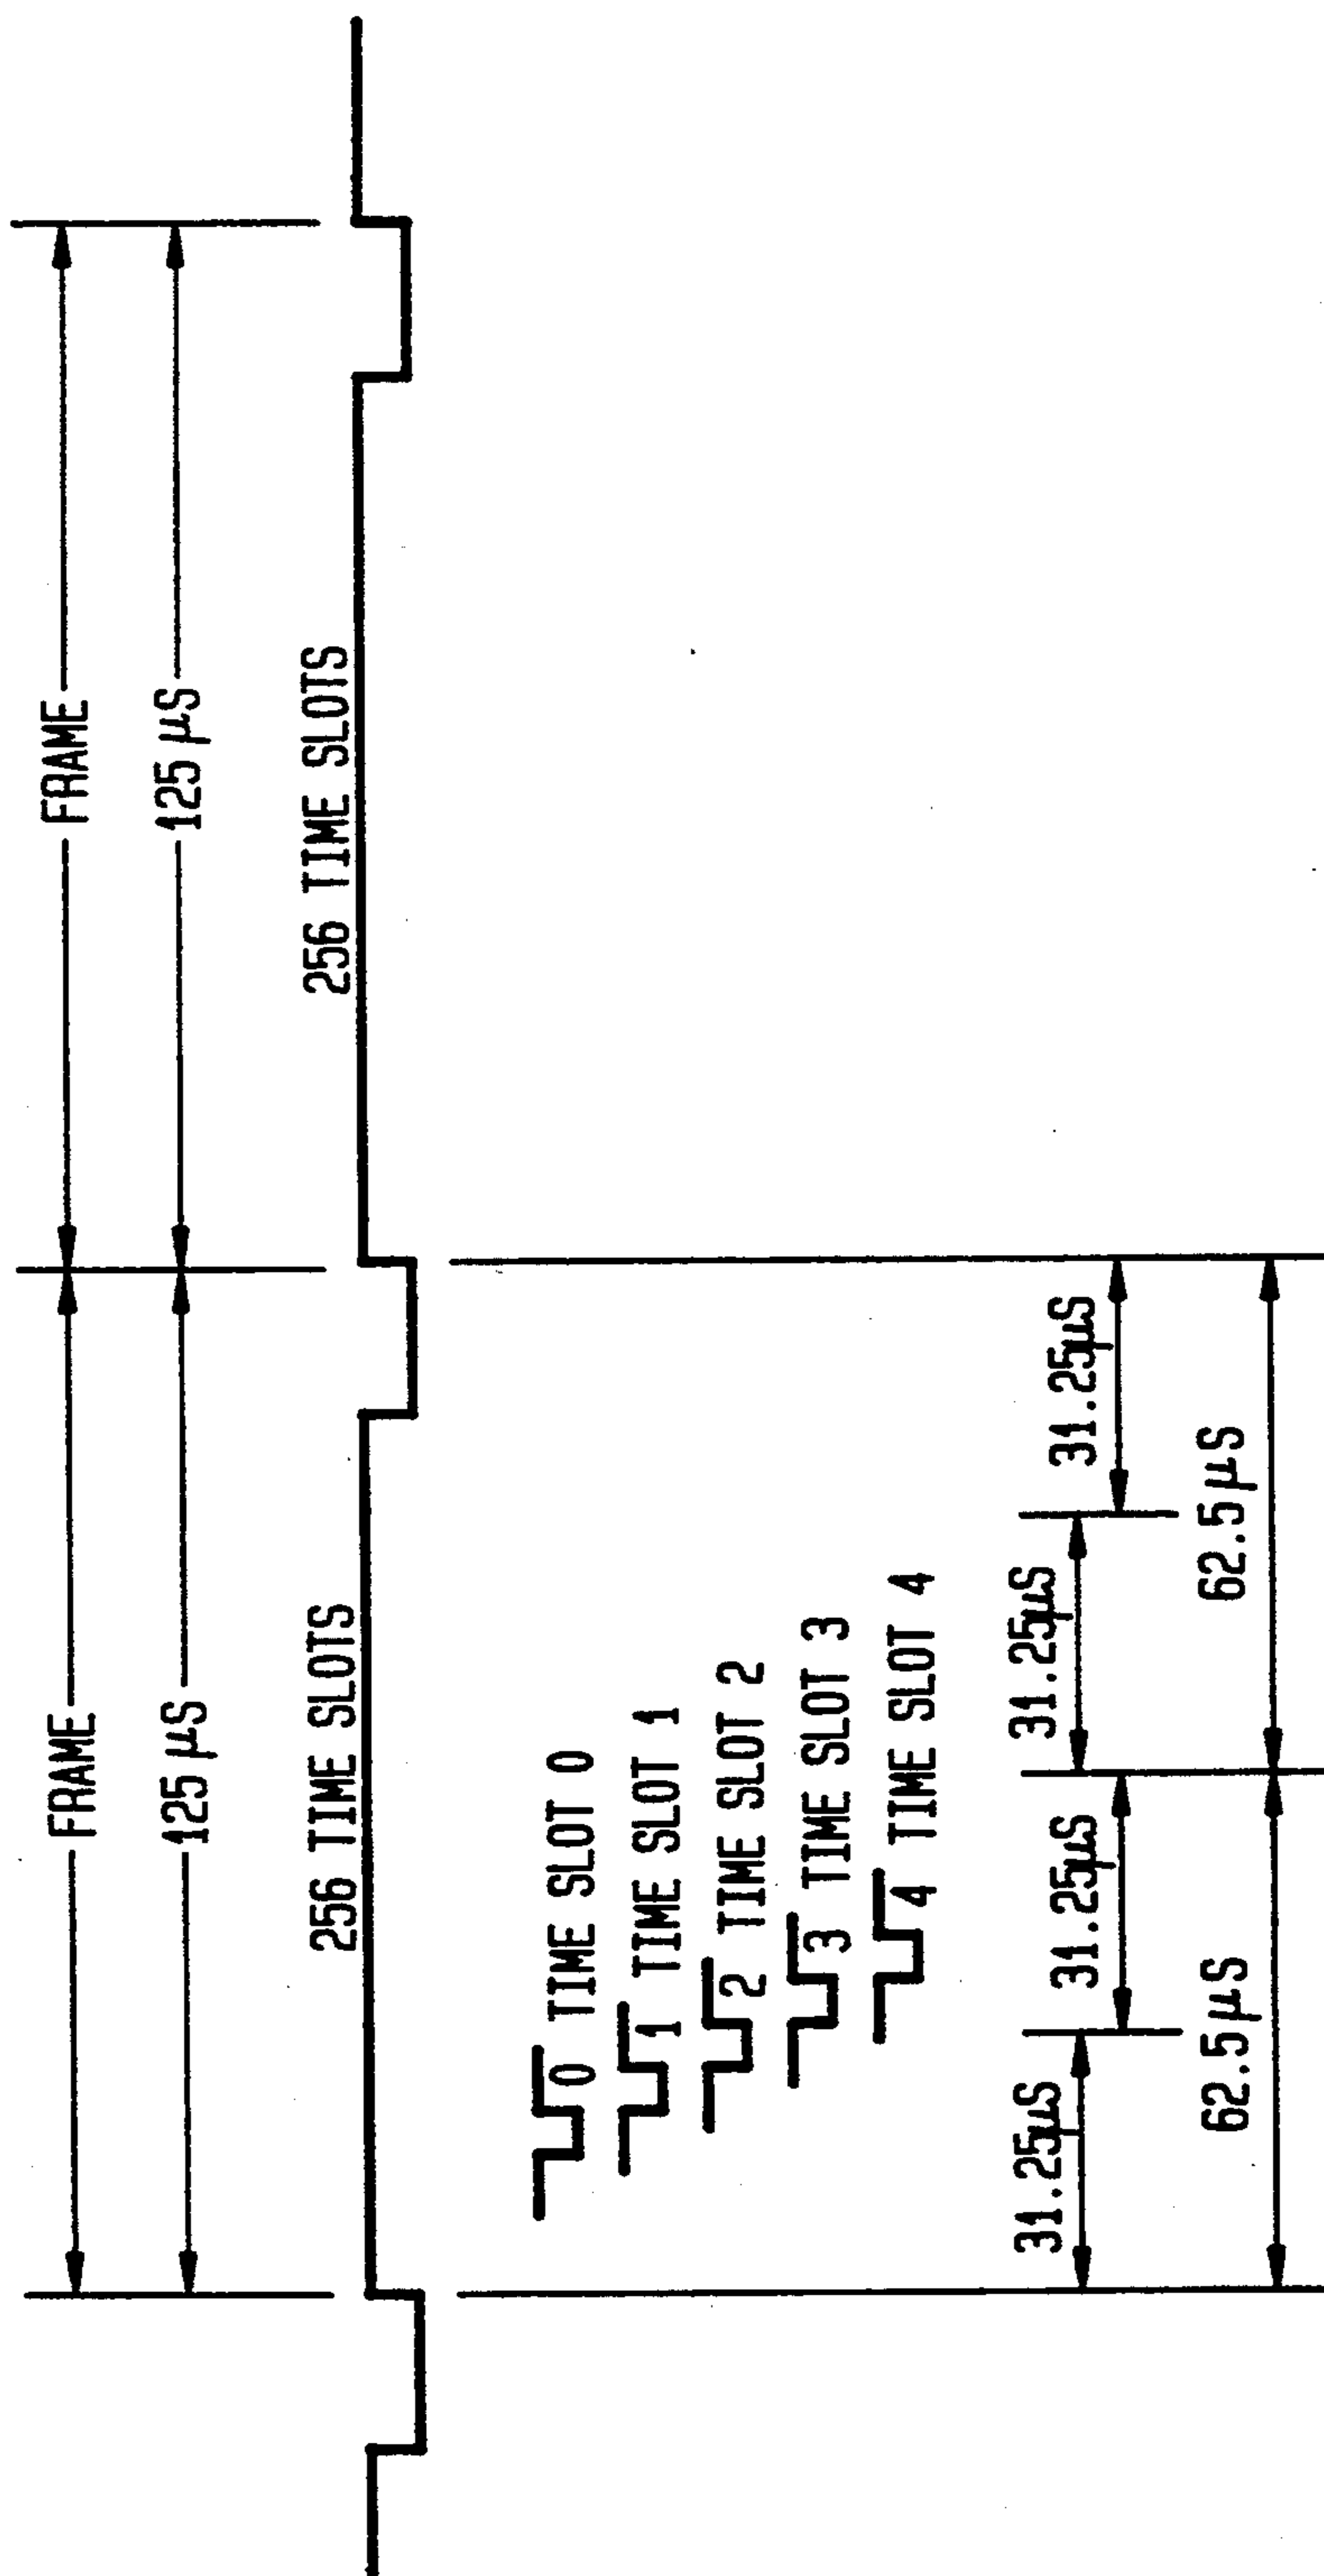 FRAME
FRAME
125 µS
125 µS
256 TIME SLOTS
256 TIME SLOTS
0 TIME SLOT 0
1 TIME SLOT 1
2 TIME SLOT 2
3 TIME SLOT 3
4 TIME SLOT 4
31.25µS
31.25µS
31.25µS
31.25µS
62.5µS
62.5µS